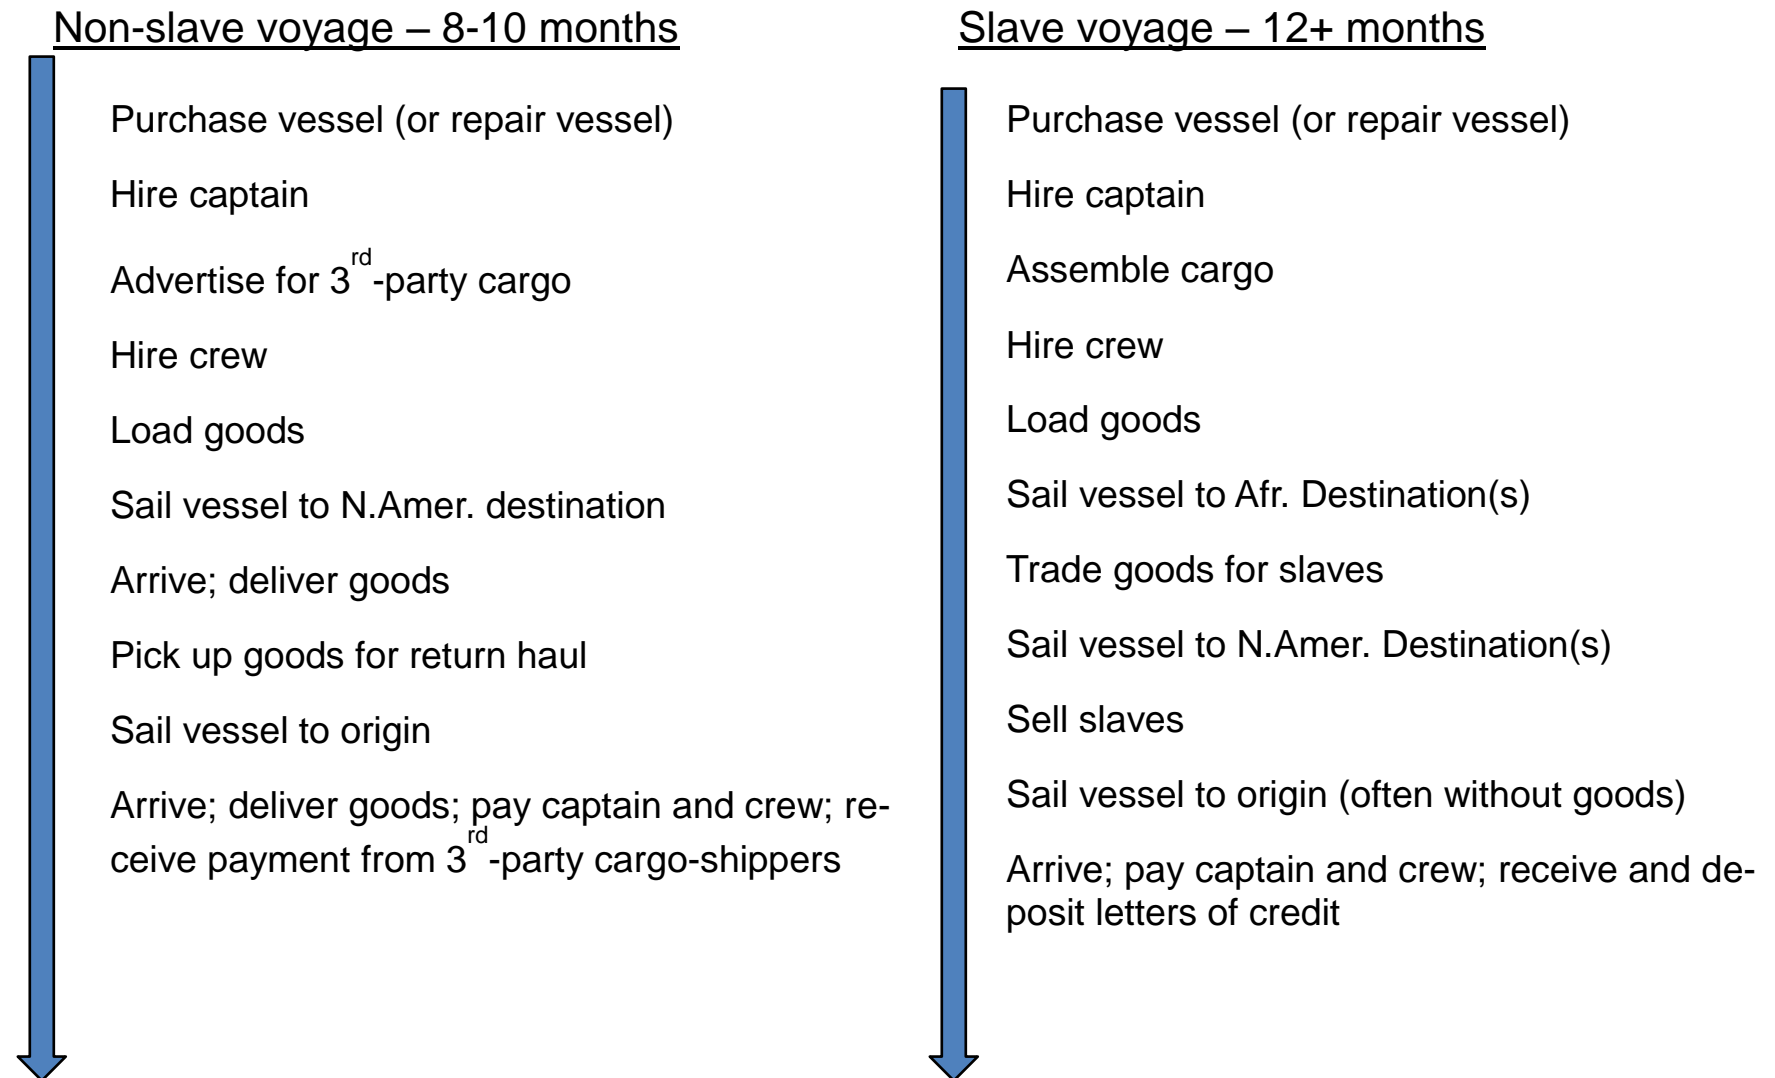 Non-slave voyage – 8-10 months
Purchase vessel (or repair vessel)
Hire captain
Advertise for 3rd-party cargo
Hire crew
Load goods
Sail vessel to N.Amer. destination
Arrive; deliver goods
Pick up goods for return haul
Sail vessel to origin
Arrive; deliver goods; pay captain and crew; re-
ceive payment from 3rd-party cargo-shippers
Slave voyage – 12+ months
Purchase vessel (or repair vessel)
Hire captain
Assemble cargo
Hire crew
Load goods
Sail vessel to Afr. Destination(s)
Trade goods for slaves
Sail vessel to N.Amer. Destination(s)
Sell slaves
Sail vessel to origin (often without goods)
Arrive; pay captain and crew; receive and de-
posit letters of credit